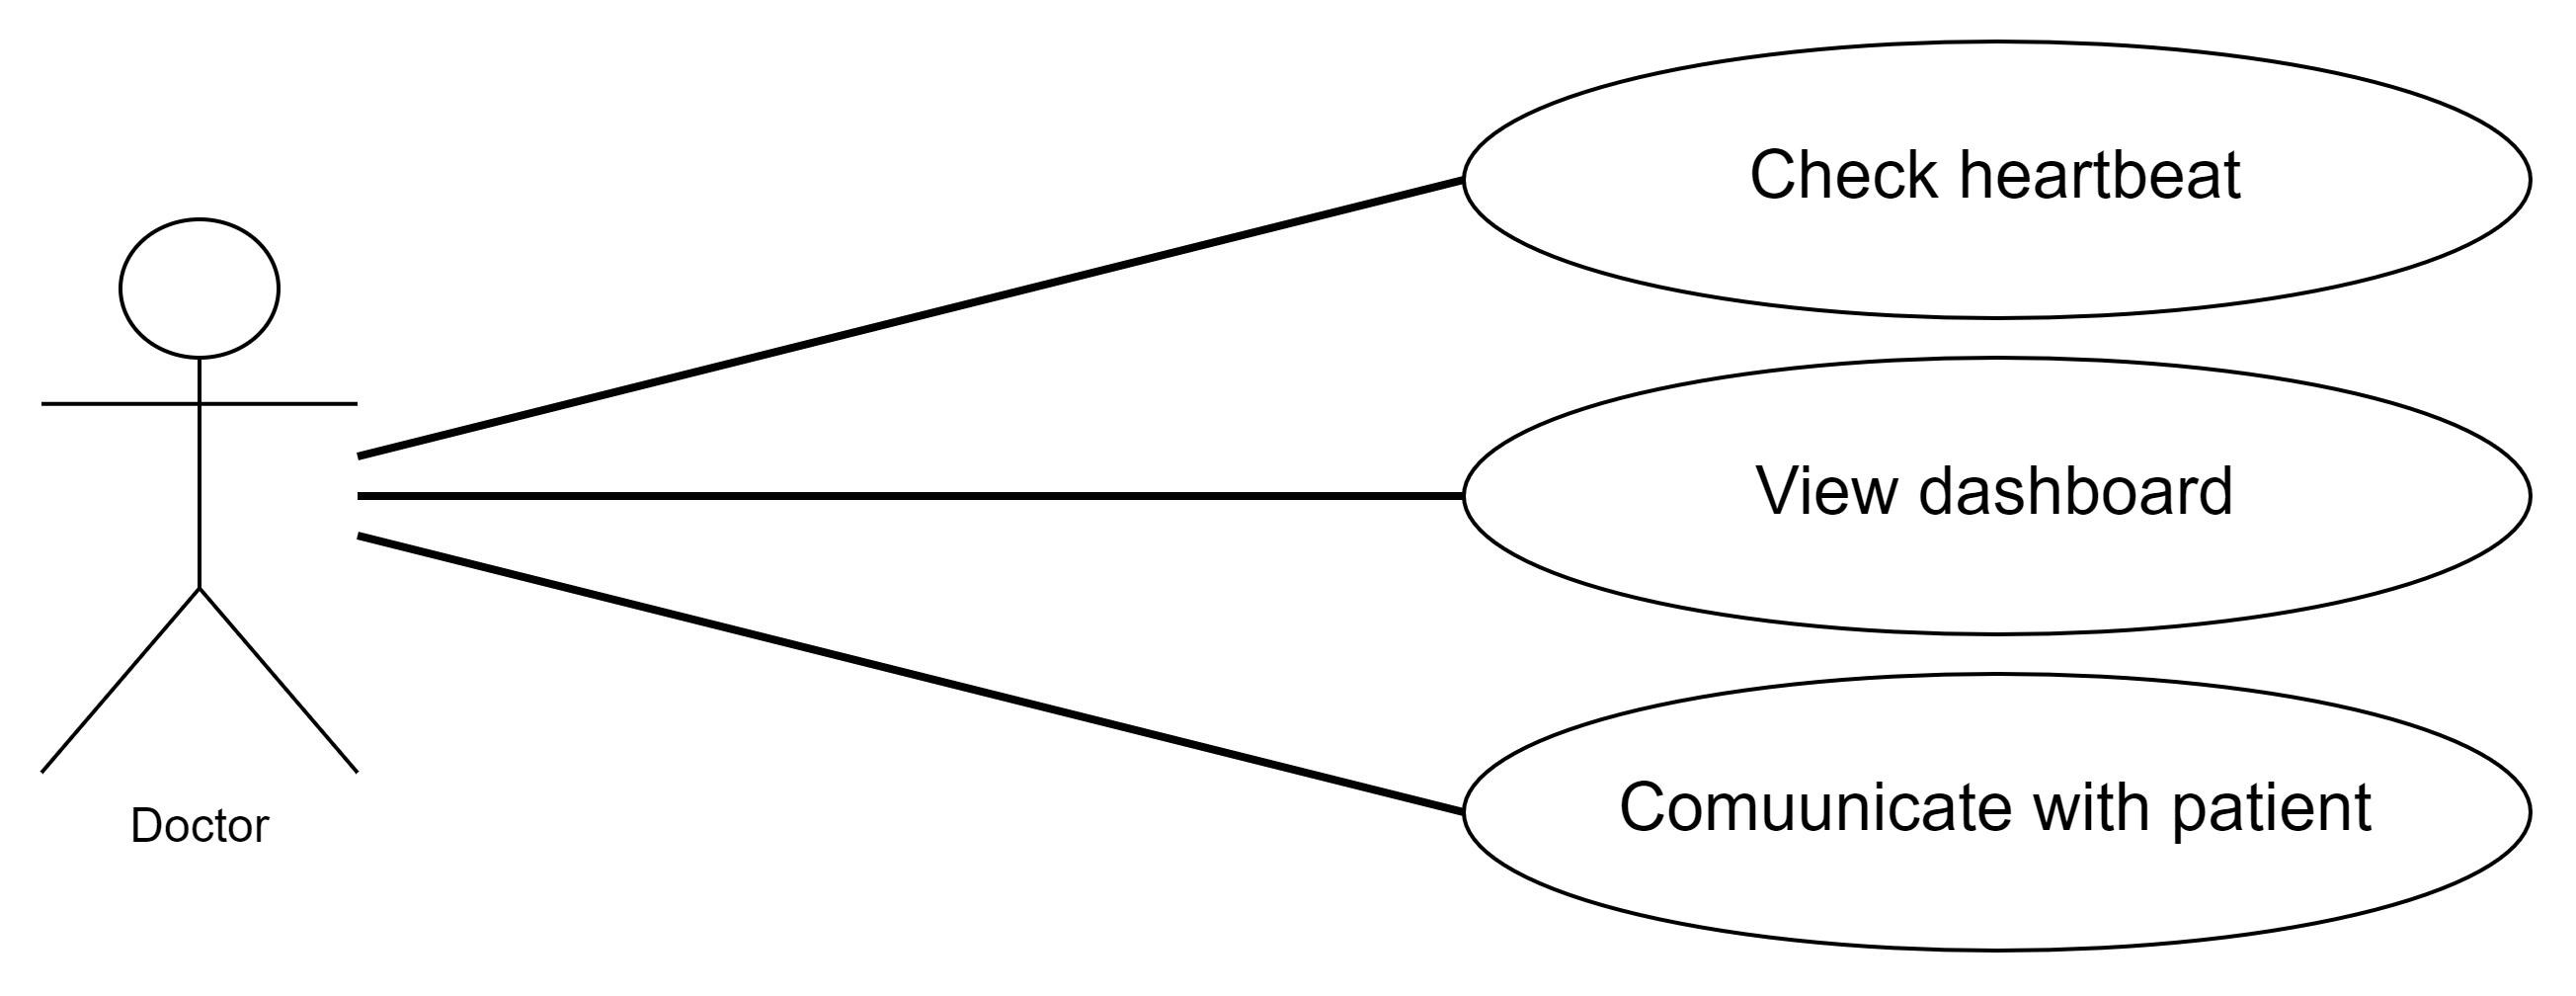 Check heartbeat
View dashboard
Comuunicate with patient
Doctor